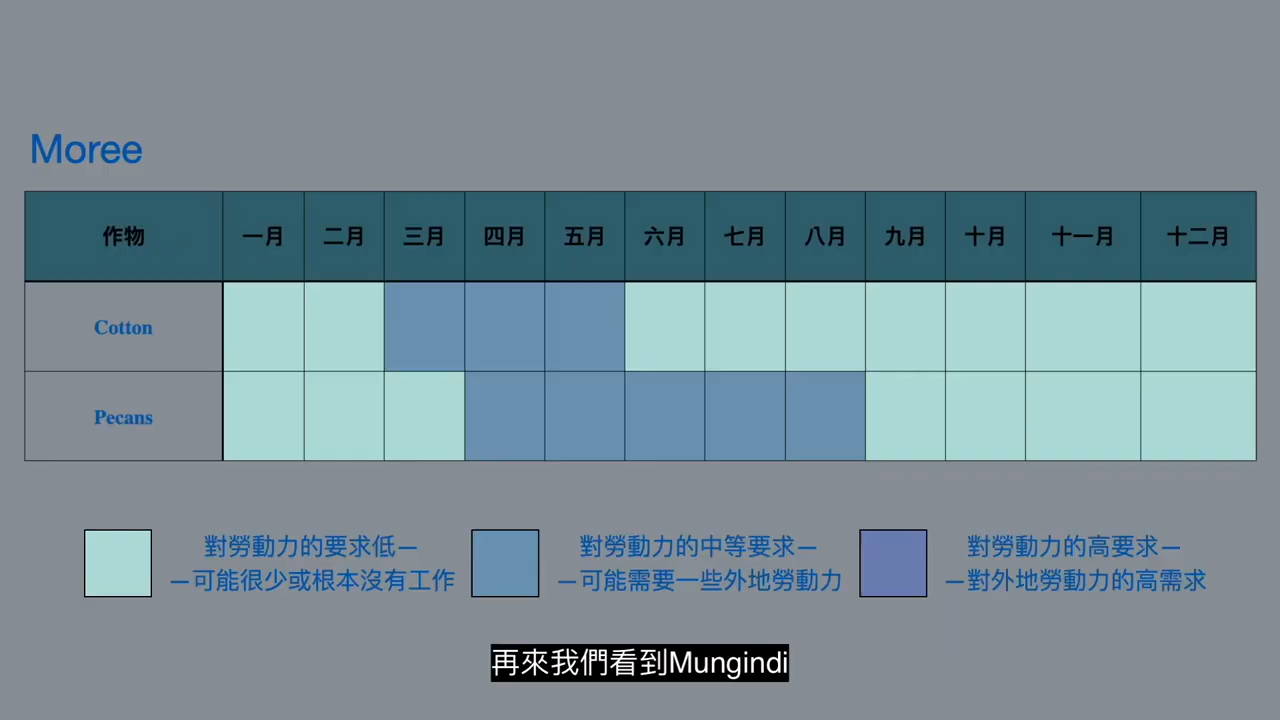 Moree
作物 一月 二月 三月 四月 五月 六月 七月 八月 九月 十月 十一月 十二月
Cotton
Pecans
對勞動力的要求低—
—可能很少或根本沒有工作
對勞動力的中等要求—
—可能需要一些外地勞動力
對勞動力的高要求—
—對外地勞動力的高需求
再來我們看到Mungindi